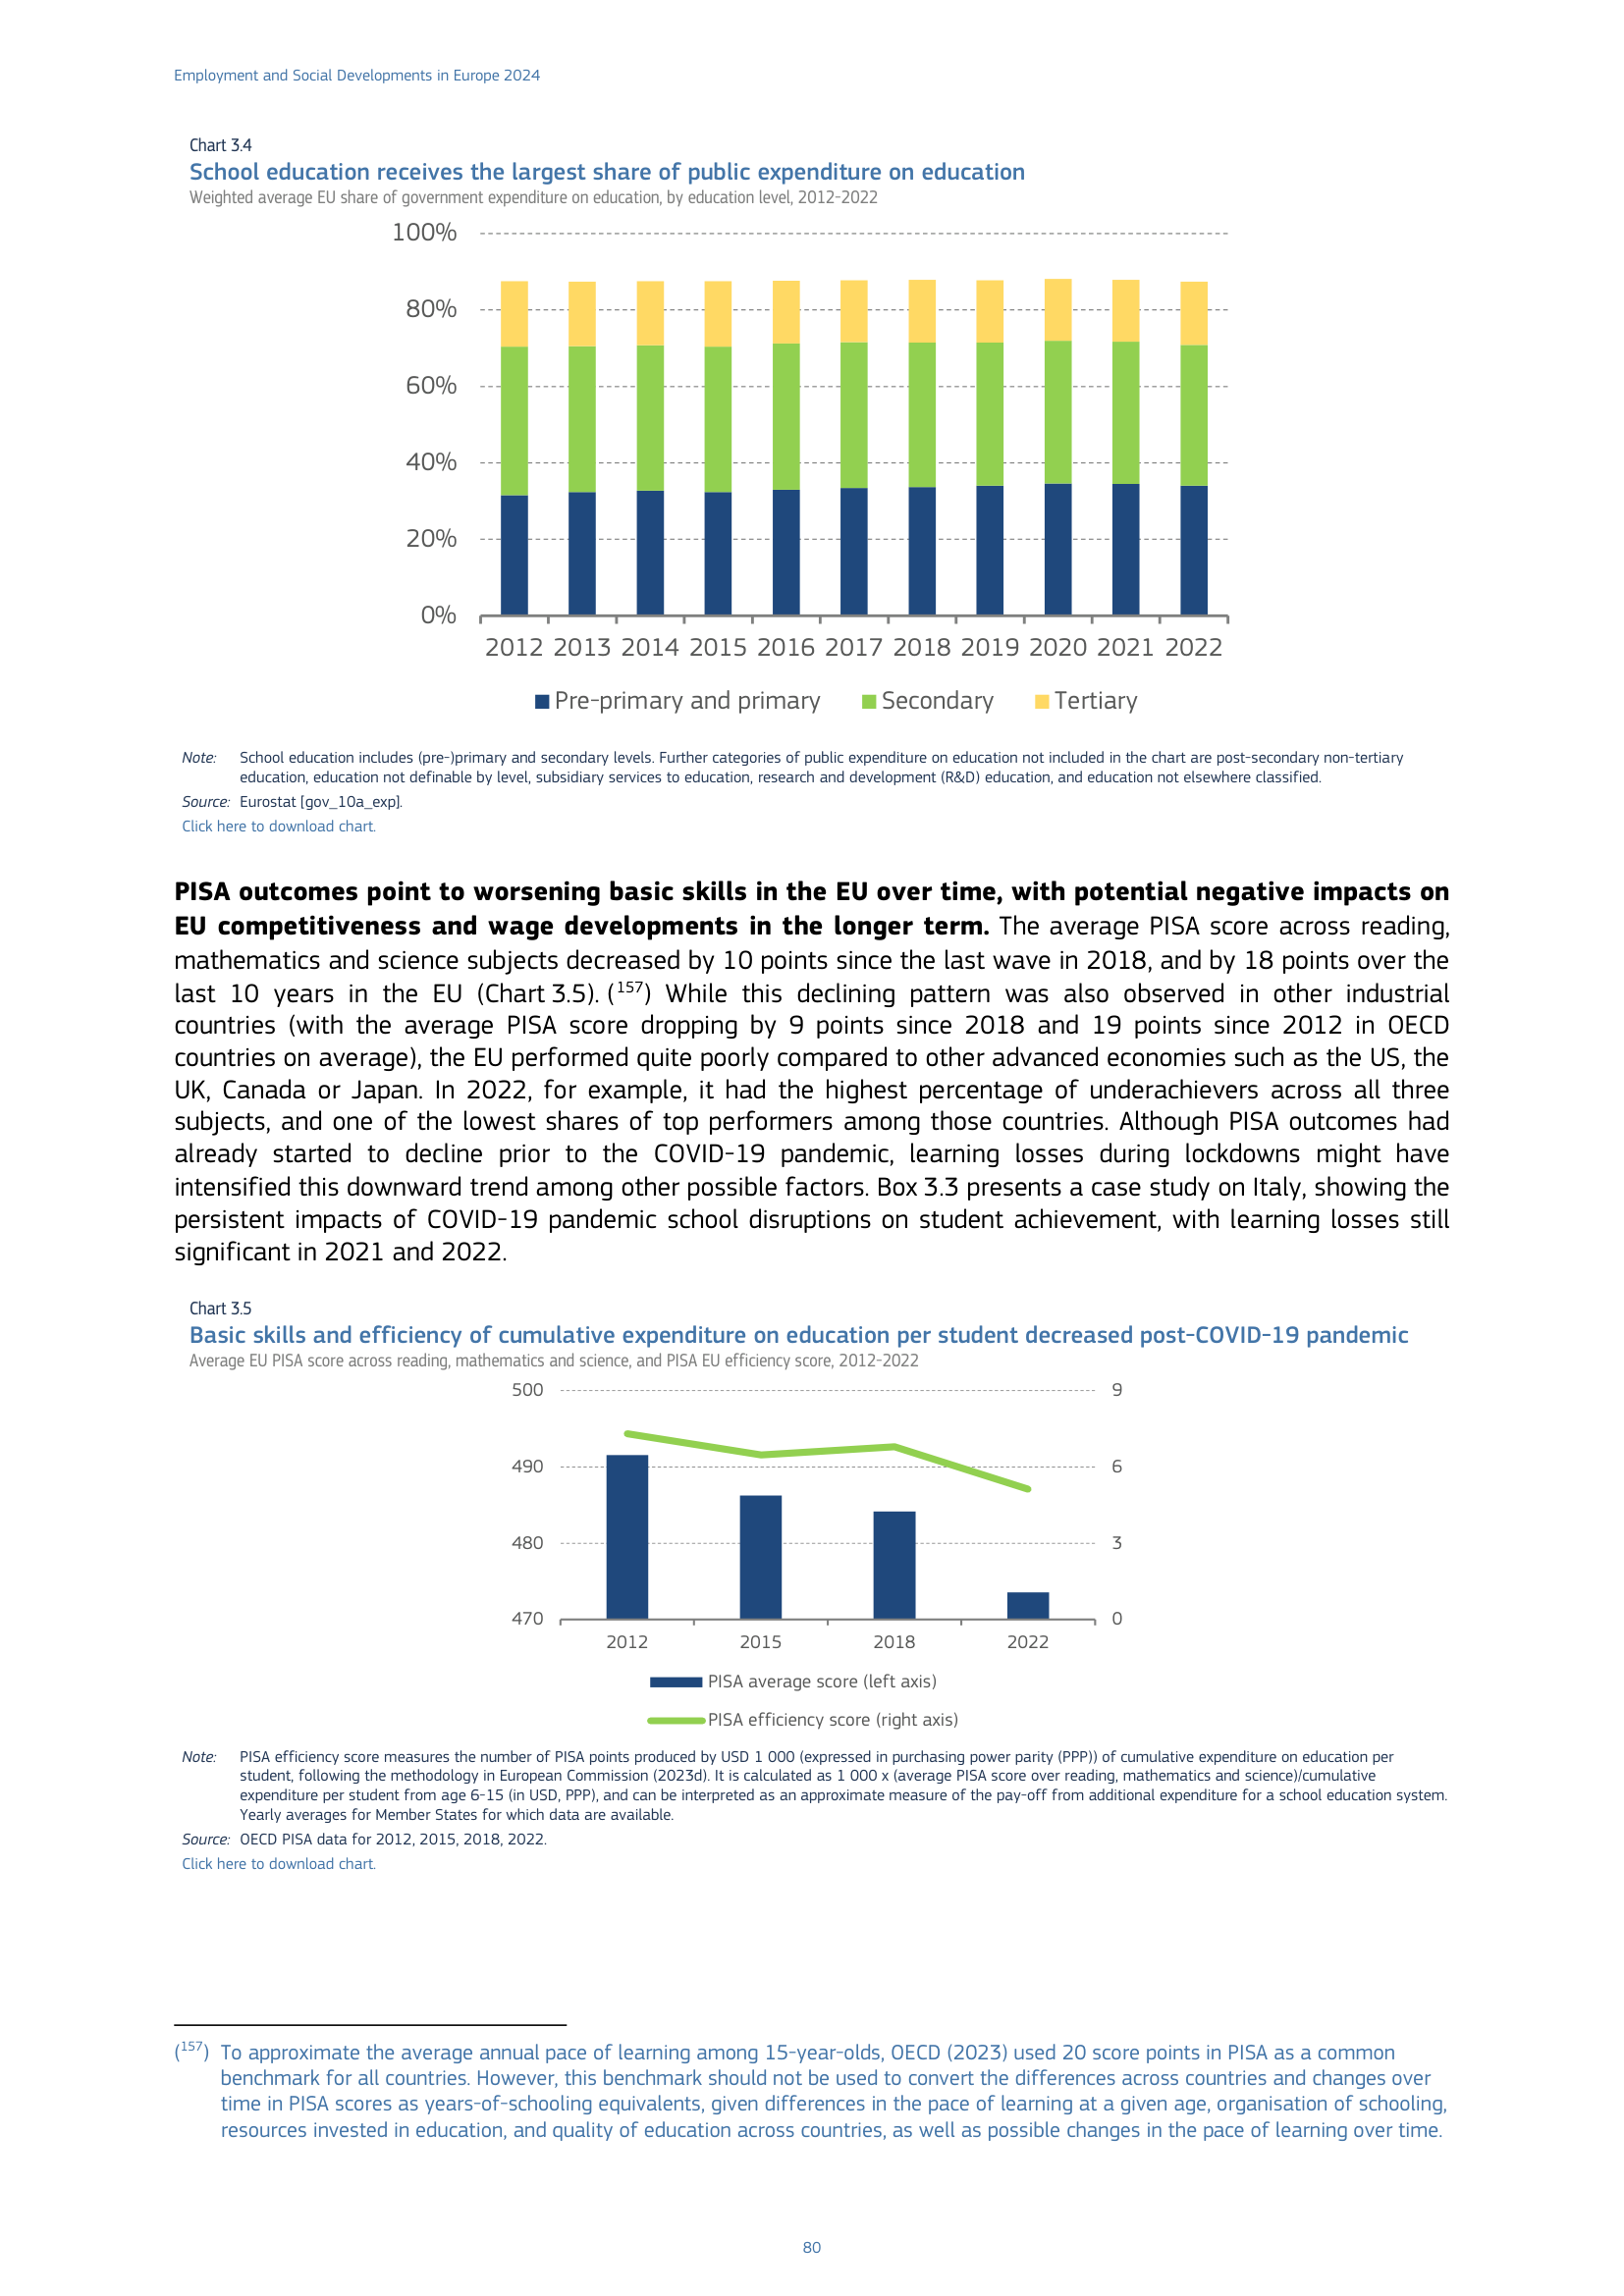 Employment and Social Developments in Europe 2024
Chart 3.4
School education receives the largest share of public expenditure on education
Weighted average EU share of government expenditure on education, by education level, 2012-2022
100%
80%
60%
40%
20%
0%
2012 2013 2014 2015 2016 2017 2018 2019 2020 2021 2022
Pre-primary and primary Secondary Tertiary
Note: School education includes (pre-)primary and secondary levels. Further categories of public expenditure on education not included in the chart are post-secondary non-tertiary
education, education not definable by level, subsidiary services to education, research and development (R&D) education, and education not elsewhere classified.
Source: Eurostat [gov_10a_exp].
Click here to download chart.
PISA outcomes point to worsening basic skills in the EU over time, with potential negative impacts on
EU competitiveness and wage developments in the longer term. The average PISA score across reading,
mathematics and science subjects decreased by 10 points since the last wave in 2018, and by 18 points over the
last 10 years in the EU (Chart 3.5). (157) While this declining pattern was also observed in other industrial
countries (with the average PISA score dropping by 9 points since 2018 and 19 points since 2012 in OECD
countries on average), the EU performed quite poorly compared to other advanced economies such as the US, the
UK, Canada or Japan. In 2022, for example, it had the highest percentage of underachievers across all three
subjects, and one of the lowest shares of top performers among those countries. Although PISA outcomes had
already started to decline prior to the COVID-19 pandemic, learning losses during lockdowns might have
intensified this downward trend among other possible factors. Box 3.3 presents a case study on Italy, showing the
persistent impacts of COVID-19 pandemic school disruptions on student achievement, with learning losses still
significant in 2021 and 2022.
Chart 3.5
Basic skills and efficiency of cumulative expenditure on education per student decreased post-COVID-19 pandemic
Average EU PISA score across reading, mathematics and science, and PISA EU efficiency score, 2012-2022
500 9
490 6
480 3
470 0
2012 2015 2018 2022
PISA average score (left axis)
PISA efficiency score (right axis)
Note: PISA efficiency score measures the number of PISA points produced by USD 1 000 (expressed in purchasing power parity (PPP)) of cumulative expenditure on education per
student, following the methodology in European Commission (2023d). It is calculated as 1 000 x (average PISA score over reading, mathematics and science)/cumulative
expenditure per student from age 6-15 (in USD, PPP), and can be interpreted as an approximate measure of the pay-off from additional expenditure for a school education system.
Yearly averages for Member States for which data are available.
Source: OECD PISA data for 2012, 2015, 2018, 2022.
Click here to download chart.
(157) To approximate the average annual pace of learning among 15-year-olds, OECD (2023) used 20 score points in PISA as a common
benchmark for all countries. However, this benchmark should not be used to convert the differences across countries and changes over
time in PISA scores as years-of-schooling equivalents, given differences in the pace of learning at a given age, organisation of schooling,
resources invested in education, and quality of education across countries, as well as possible changes in the pace of learning over time.
80